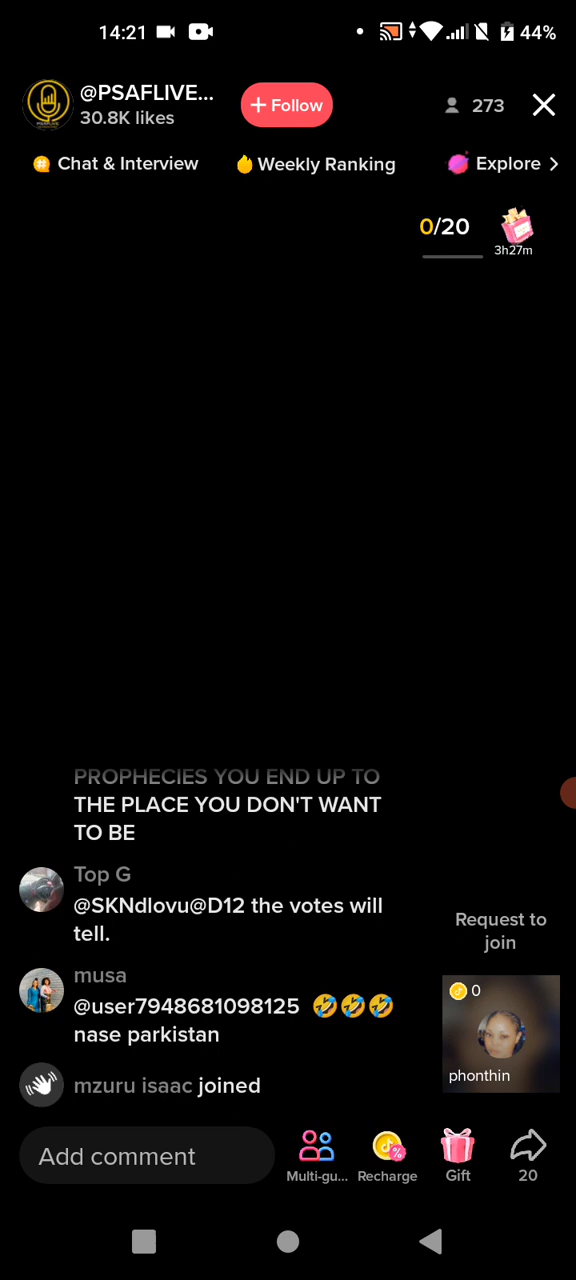 14:21
44%
@PSAFLIVE...
30.8K likes
+ Follow
273
Chat & Interview
Weekly Ranking
Explore
0/20
3h27m
PROPHECIES YOU END UP TO
THE PLACE YOU DON'T WANT
TO BE
Top G
@SKNdlovu@D12 the votes will
tell.
musa
@user7948681098125 🤣🤣🤣
nase parkistan
mzuru isaac joined
Request to
join
0
phonthin
Add comment
Multi-gu...
Recharge
Gift
20